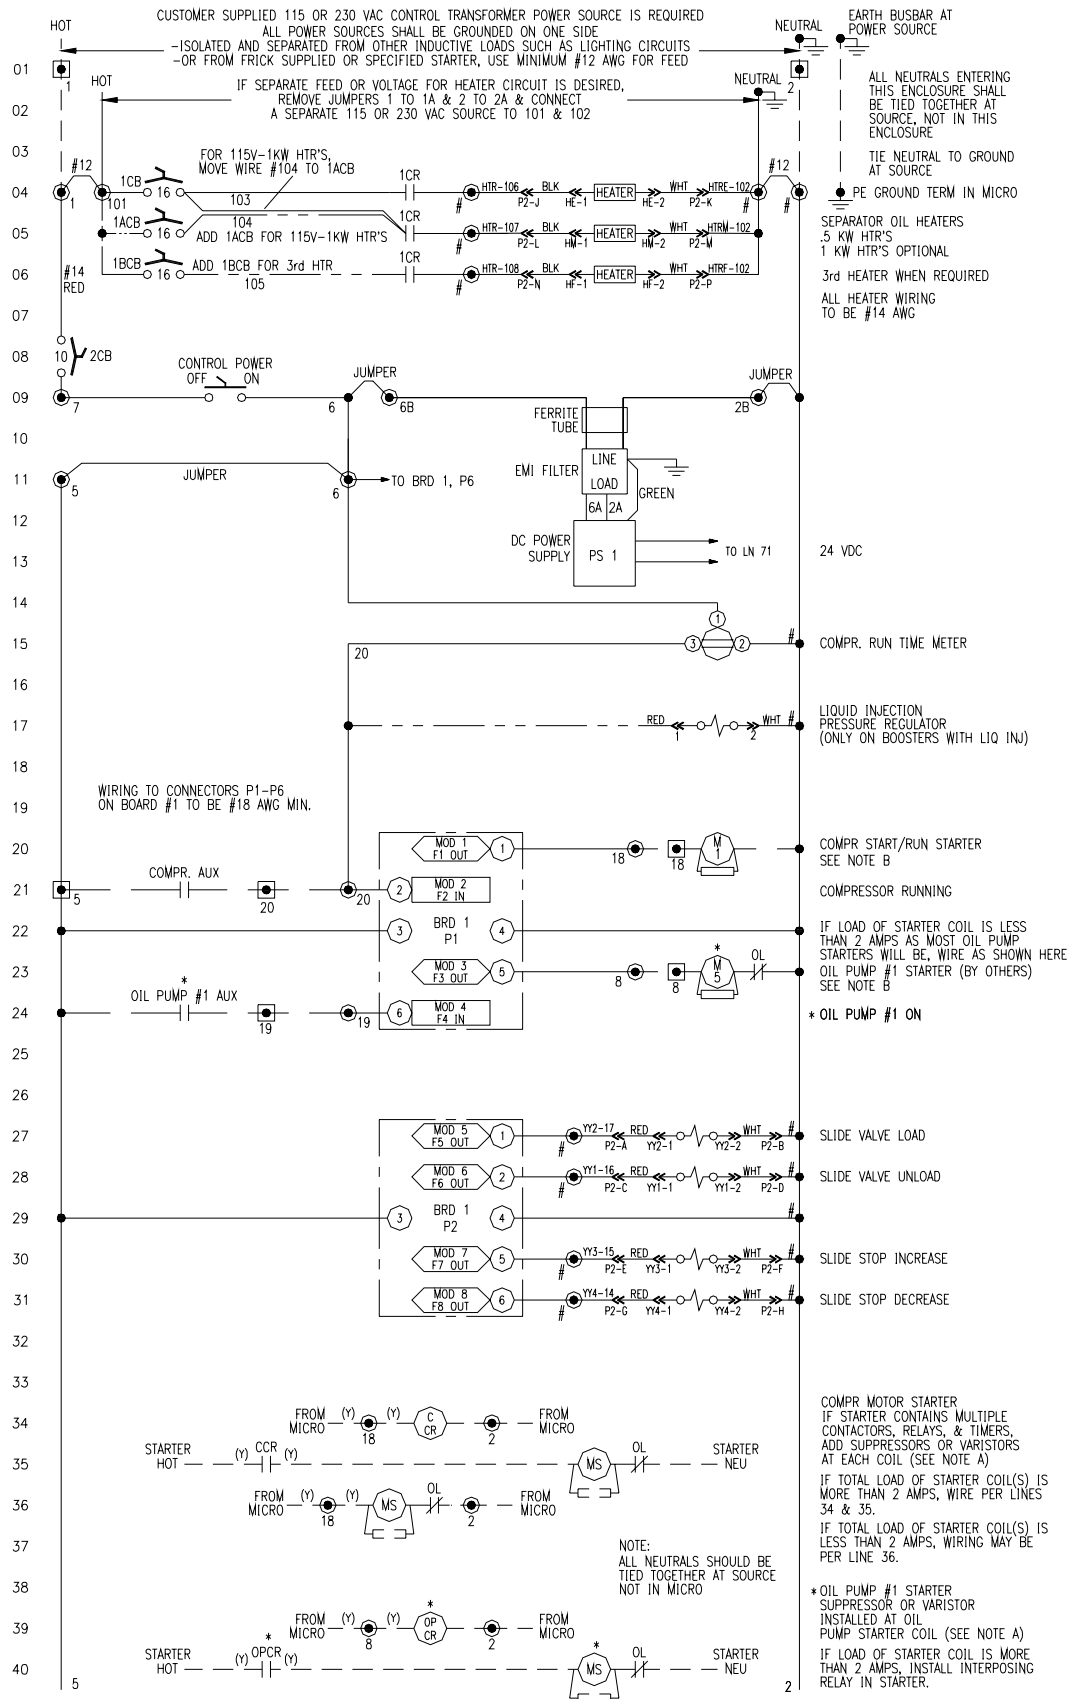 CUSTOMER SUPPLIED 115 OR 230 VAC CONTROL TRANSFORMER POWER SOURCE IS REQUIRED
ALL POWER SOURCES SHALL BE GROUNDED ON ONE SIDE
-ISOLATED AND SEPARATED FROM OTHER INDUCTIVE LOADS SUCH AS LIGHTING CIRCUITS
-OR FROM FRICK SUPPLIED OR SPECIFIED STARTER, USE MINIMUM #12 AWG FOR FEED
HOT
NEUTRAL
EARTH BUSBAR AT
POWER SOURCE
01
1
2
HOT
NEUTRAL
IF SEPARATE FEED OR VOLTAGE FOR HEATER CIRCUIT IS DESIRED,
REMOVE JUMPERS 1 TO 1A & 2 TO 2A & CONNECT
A SEPARATE 115 OR 230 VAC SOURCE TO 101 & 102
ALL NEUTRALS ENTERING
THIS ENCLOSURE SHALL
BE TIED TOGETHER AT
SOURCE, NOT IN THIS
ENCLOSURE
02
03
TIE NEUTRAL TO GROUND
AT SOURCE
FOR 115V-1KW HTR'S,
MOVE WIRE #104 TO 1ACB
#12
#12
04
1
101
1CB
16
103
1CR
#
HTR-106
P2-J
BLK
HE-1
HEATER
HE-2
WHT
P2-K
HTRE-102
#
#
PE GROUND TERM IN MICRO
05
1ACB
16
104
ADD 1ACB FOR 115V-1KW HTR'S
1CR
#
HTR-107
P2-L
BLK
HM-1
HEATER
HM-2
WHT
P2-M
HTRM-102
SEPARATOR OIL HEATERS
.5 KW HTR'S
1 KW HTR'S OPTIONAL
06
#14
RED
1BCB
16
ADD 1BCB FOR 3rd HTR
105
1CR
#
HTR-108
P2-N
BLK
HF-1
HEATER
HF-2
WHT
P2-P
HTRF-102
3rd HEATER WHEN REQUIRED
ALL HEATER WIRING
TO BE #14 AWG
07
08
10
2CB
CONTROL POWER
OFF
ON
JUMPER
JUMPER
09
7
6
6B
2B
FERRITE
TUBE
10
EMI FILTER
LINE
LOAD
GREEN
11
5
JUMPER
6
TO BRD 1, P6
6A
2A
12
DC POWER
SUPPLY
PS 1
TO LN 71
24 VDC
13
14
1
15
20
3
2
#
COMPR. RUN TIME METER
16
17
RED
1
2
WHT
#
LIQUID INJECTION
PRESSURE REGULATOR
(ONLY ON BOOSTERS WITH LIQ INJ)
18
WIRING TO CONNECTORS P1-P6
ON BOARD #1 TO BE #18 AWG MIN.
19
20
MOD 1
F1 OUT
1
18
18
M
1
COMPR START/RUN STARTER
SEE NOTE B
21
5
COMPR. AUX
20
20
2
MOD 2
F2 IN
COMPRESSOR RUNNING
22
3
BRD 1
P1
4
IF LOAD OF STARTER COIL IS LESS
THAN 2 AMPS AS MOST OIL PUMP
STARTERS WILL BE, WIRE AS SHOWN HERE
23
MOD 3
F3 OUT
5
8
8
*
M
5
OL
OIL PUMP #1 STARTER (BY OTHERS)
SEE NOTE B
24
*
OIL PUMP #1 AUX
19
19
6
MOD 4
F4 IN
* OIL PUMP #1 ON
25
26
27
MOD 5
F5 OUT
1
#
YY2-17
P2-A
RED
YY2-1
YY2-2
WHT
P2-B
#
SLIDE VALVE LOAD
28
MOD 6
F6 OUT
2
#
YY1-16
P2-C
RED
YY1-1
YY1-2
WHT
P2-D
#
SLIDE VALVE UNLOAD
29
3
BRD 1
P2
4
#
30
MOD 7
F7 OUT
5
#
YY3-15
P2-E
RED
YY3-1
YY3-2
WHT
P2-F
#
SLIDE STOP INCREASE
31
MOD 8
F8 OUT
6
#
YY4-14
P2-G
RED
YY4-1
YY4-2
WHT
P2-H
#
SLIDE STOP DECREASE
32
33
34
FROM
MICRO
(Y)
18
(Y)
C
CR
2
FROM
MICRO
COMPR MOTOR STARTER
IF STARTER CONTAINS MULTIPLE
CONTACTORS, RELAYS, & TIMERS,
ADD SUPPRESSORS OR VARISTORS
AT EACH COIL (SEE NOTE A)
35
STARTER
HOT
(Y)
CCR
(Y)
MS
OL
STARTER
NEU
36
FROM
MICRO
(Y)
18
(Y)
MS
OL
2
FROM
MICRO
IF TOTAL LOAD OF STARTER COIL(S) IS
MORE THAN 2 AMPS, WIRE PER LINES
34 & 35.
IF TOTAL LOAD OF STARTER COIL(S) IS
LESS THAN 2 AMPS, WIRING MAY BE
PER LINE 36.
37
NOTE:
ALL NEUTRALS SHOULD BE
TIED TOGETHER AT SOURCE
NOT IN MICRO
38
39
FROM
MICRO
(Y)
8
(Y)
*
OP
CR
2
FROM
MICRO
* OIL PUMP #1 STARTER
SUPPRESSOR OR VARISTOR
INSTALLED AT OIL
PUMP STARTER COIL (SEE NOTE A)
40
STARTER
HOT
(Y)
*
OPCR
(Y)
*
MS
OL
STARTER
NEU
IF LOAD OF STARTER COIL IS MORE
THAN 2 AMPS, INSTALL INTERPOSING
RELAY IN STARTER.
5
2